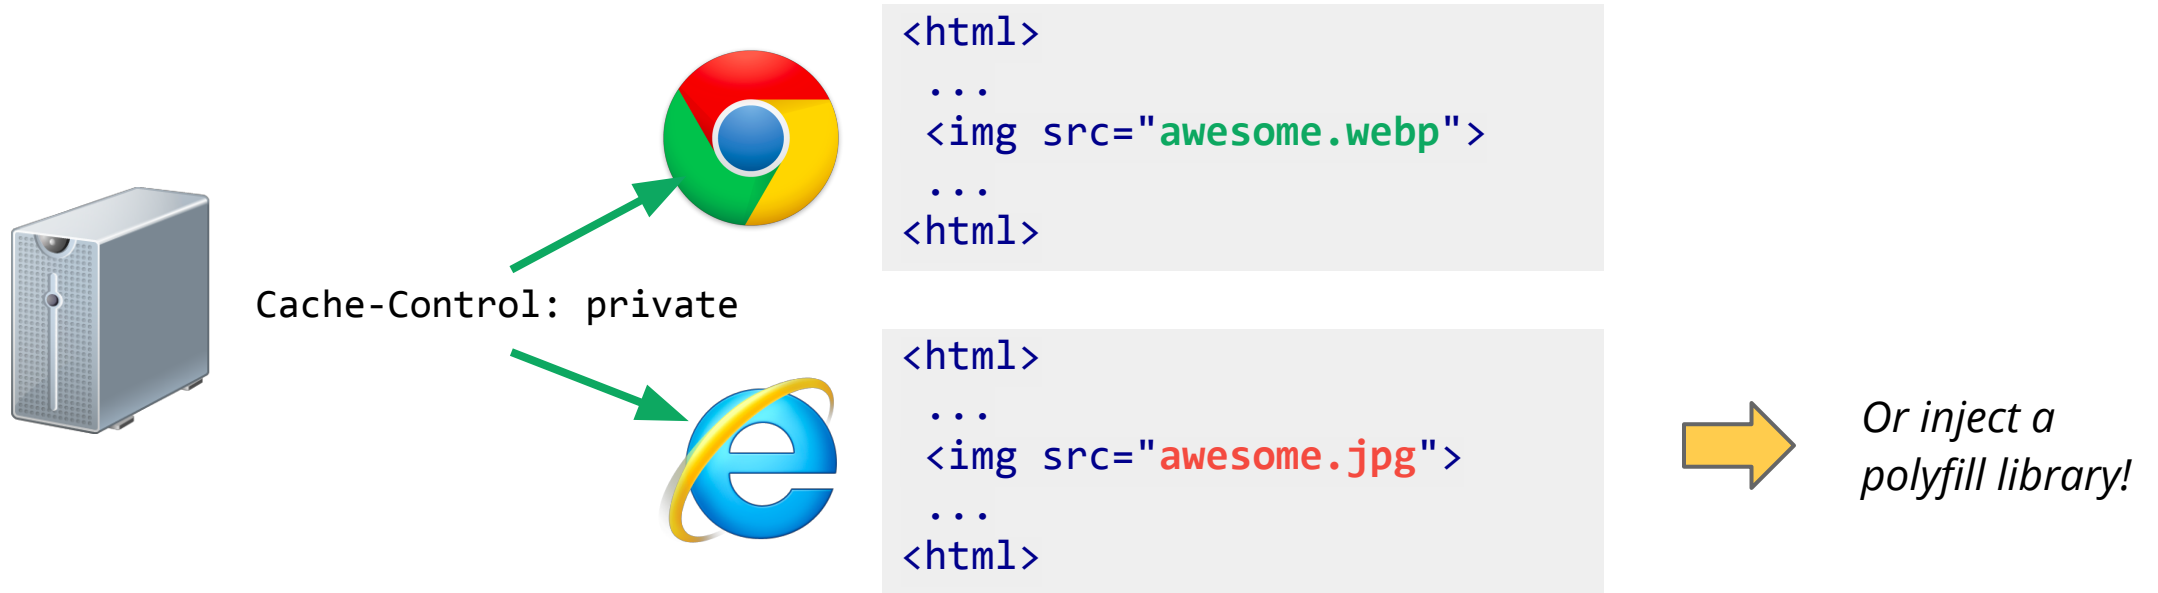 <html>
...
<img src="awesome.webp">
...
<html>
Cache-Control: private
<html>
...
<img src="awesome.jpg">
...
<html>
Or inject a
polyfill library!